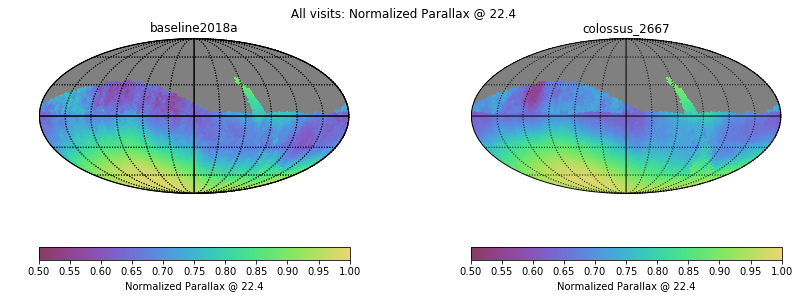 All visits: Normalized Parallax @ 22.4
baseline2018a
colossus_2667
0.50 0.55 0.60 0.65 0.70 0.75 0.80 0.85 0.90 0.95 1.00
Normalized Parallax @ 22.4
0.50 0.55 0.60 0.65 0.70 0.75 0.80 0.85 0.90 0.95 1.00
Normalized Parallax @ 22.4